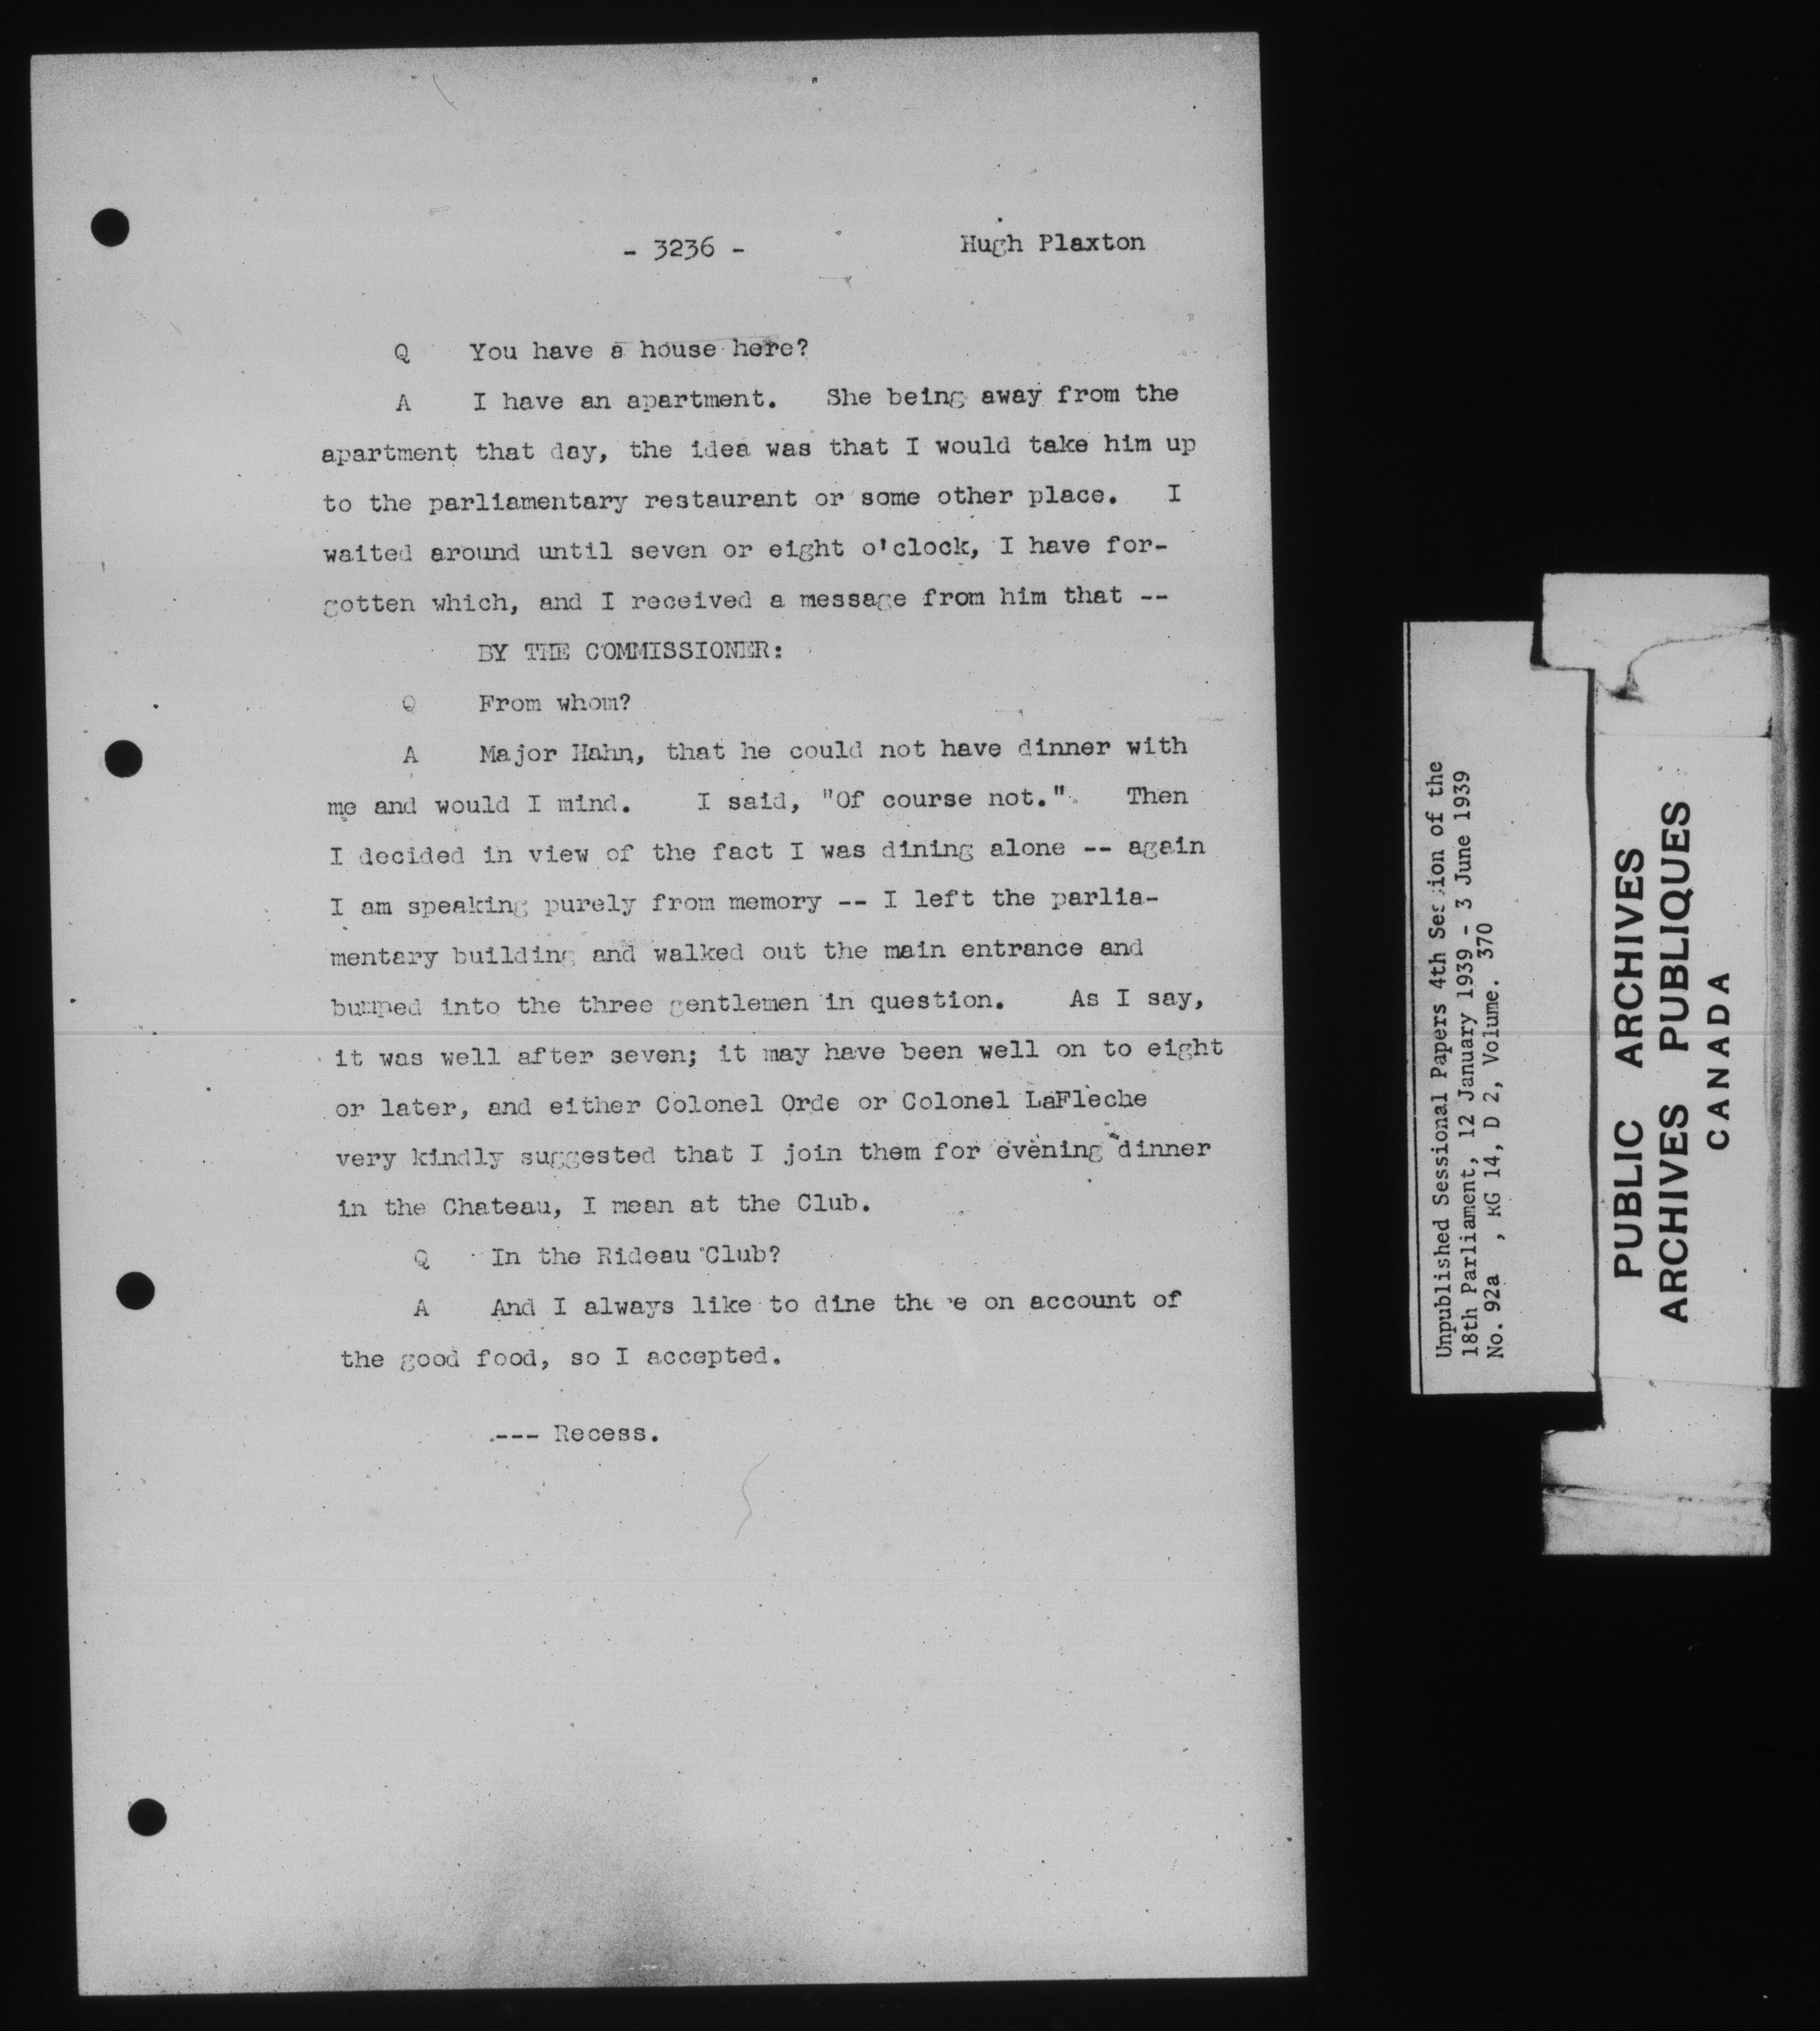 - 3236 - Hugh Plaxton
Q You have a house here?
A I have an apartment. She being away from the
apartment that day, the idea was that I would take him up
to the parliamentary restaurant or some other place. I
waited around until seven or eight o'clock, I have for-
gotten which, and I received a message from him that --
BY THE COMMISSIONER:
Q From whom?
A Major Hahn, that he could not have dinner with
me and would I mind. I said, "Of course not." Then
I decided in view of the fact I was dining alone -- again
I am speaking purely from memory -- I left the parlia-
mentary building and walked out the main entrance and
bumped into the three gentlemen in question. As I say,
it was well after seven; it may have been well on to eight
or later, and either Colonel Orde or Colonel LaFleche
very kindly suggested that I join them for evening dinner
in the Chateau, I mean at the Club.
Q In the Rideau Club?
A And I always like to dine there on account of
the good food, so I accepted.
--- Recess.
Unpublished Sessional Papers 4th Session of the
18th Parliament, 12 January 1939 - 3 June 1939
No. 92a , RG 14, D 2, Volume. 370
PUBLIC ARCHIVES
ARCHIVES PUBLIQUES
CANADA